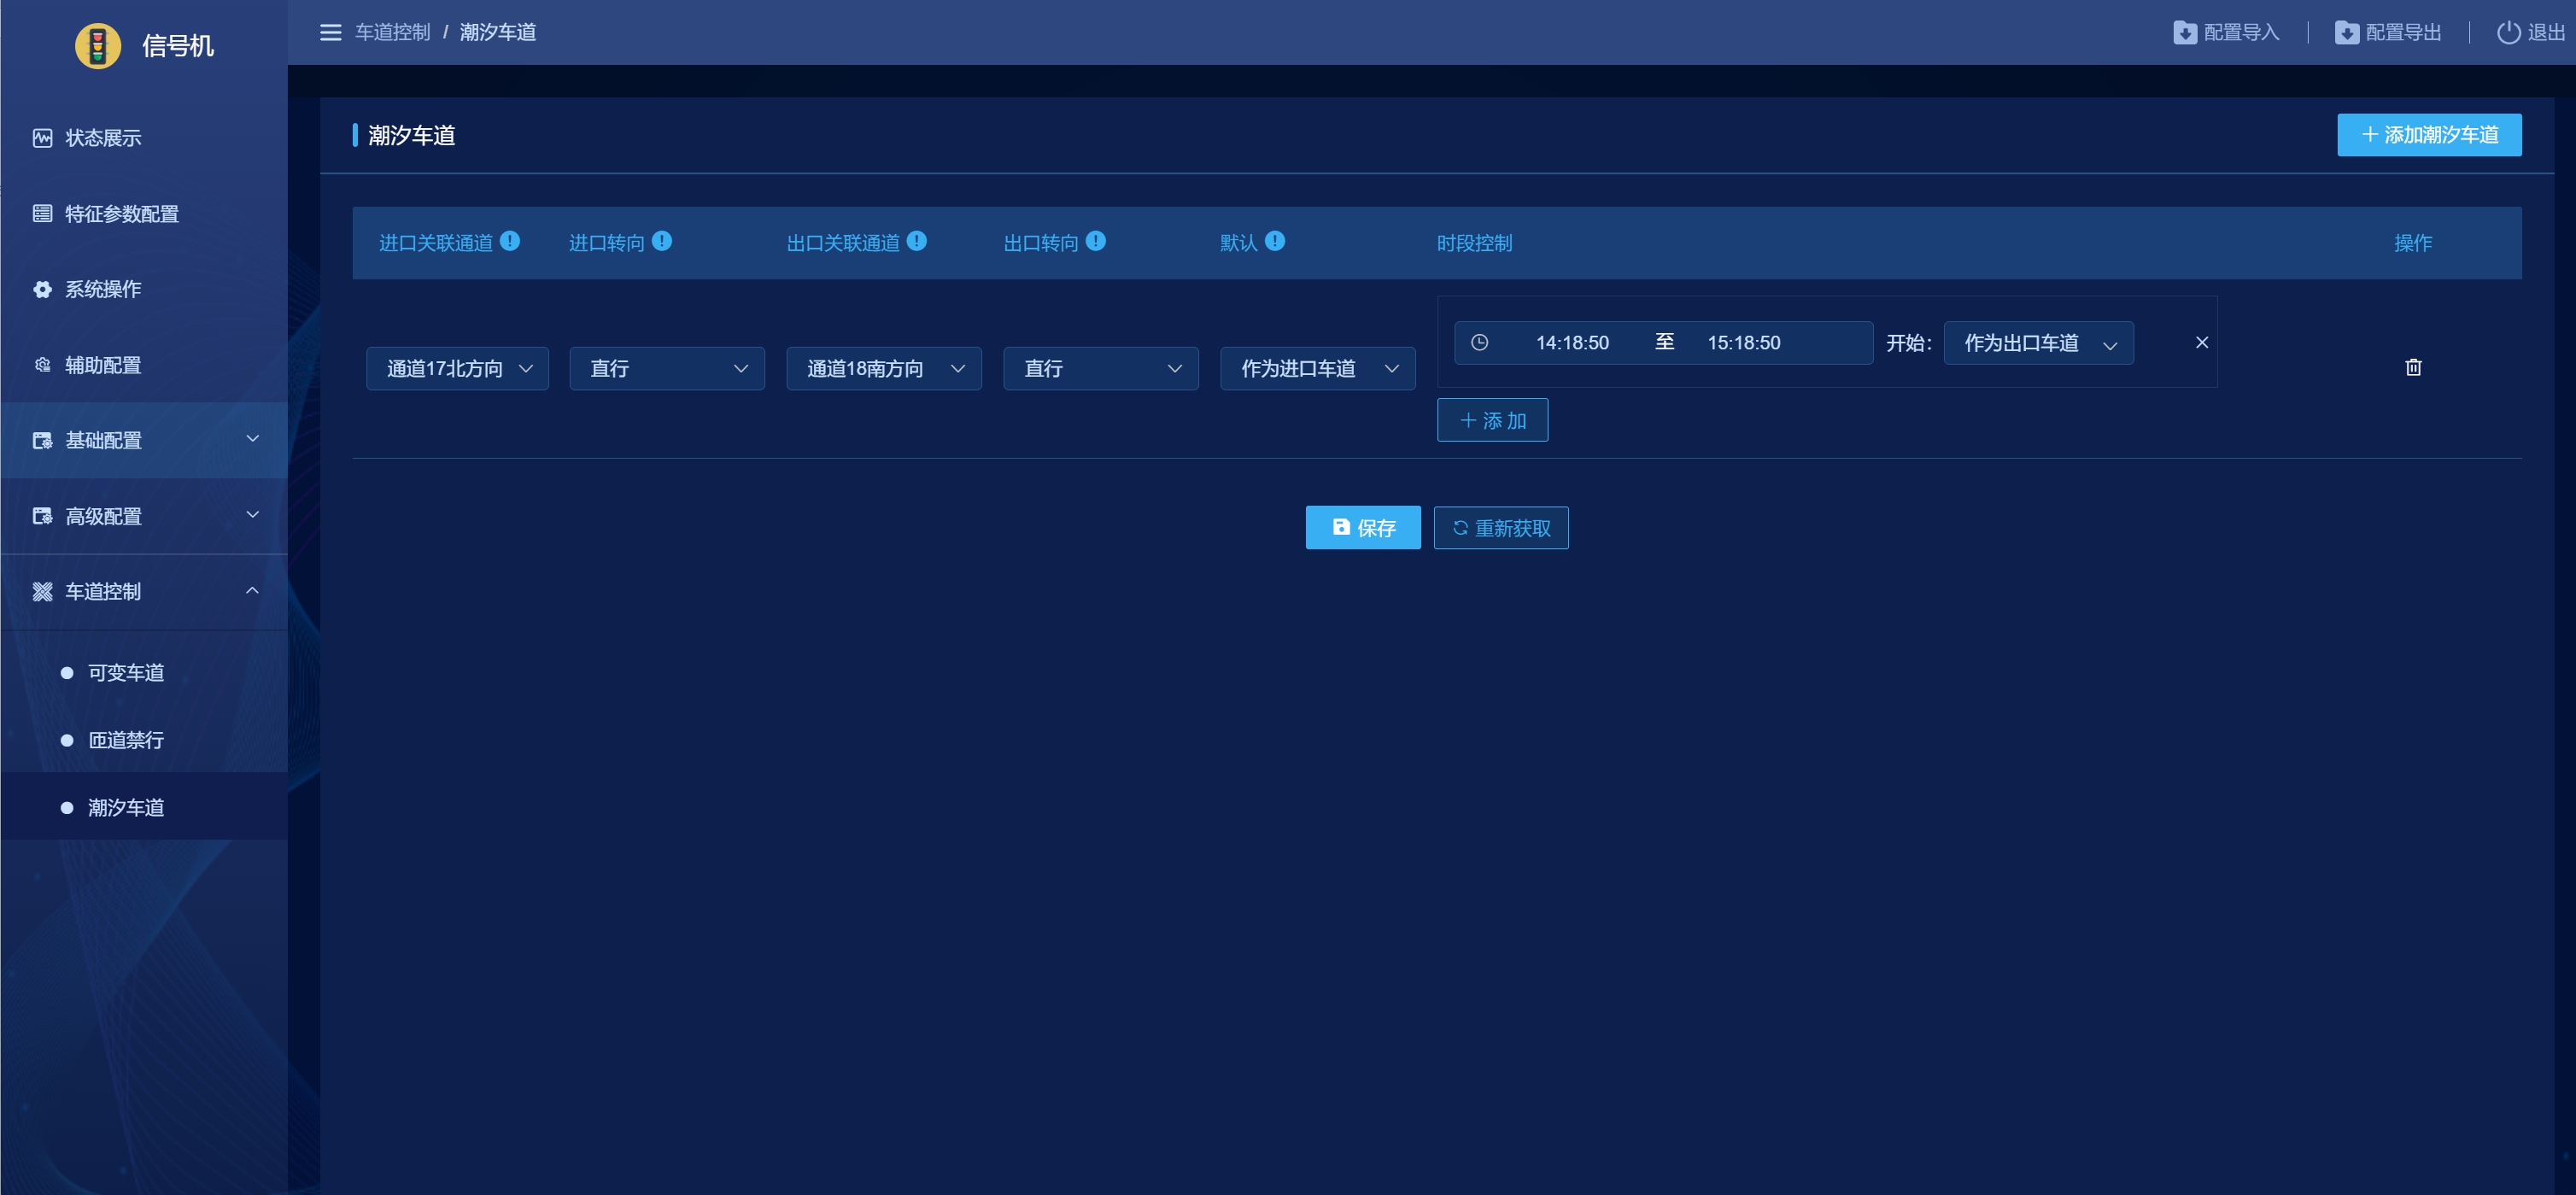 信号机
车道控制 / 潮汐车道
配置导入
配置导出
退出
状态展示
特征参数配置
系统操作
辅助配置
基础配置
高级配置
车道控制
可变车道
匝道禁行
潮汐车道
潮汐车道
添加潮汐车道
进口关联通道 进口转向 出口关联通道 出口转向 默认 时段控制 操作
通道17北方向 直行 通道18南方向 直行 作为进口车道
14:18:50 至 15:18:50 开始: 作为出口车道
添 加
保存
重新获取